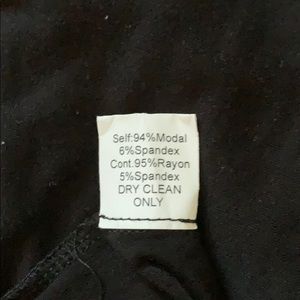 Self:94%Modal
6%Spandex
Cont.95%Rayon
5%Spandex
DRY CLEAN
ONLY